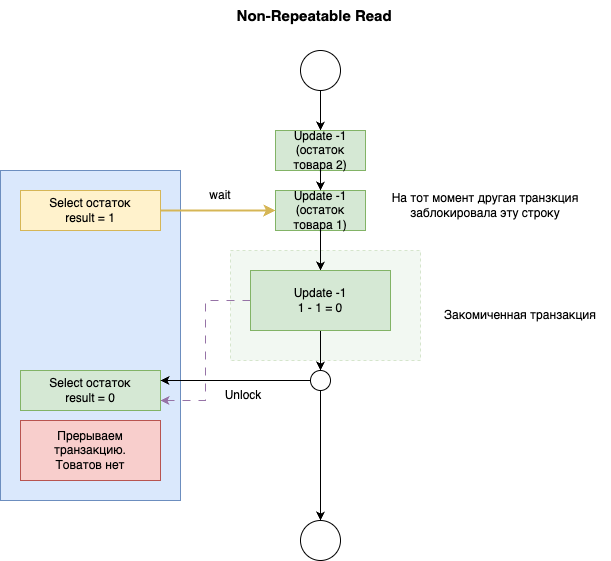 Non-Repeatable Read
Update -1
(остаток
товара 2)
Select остаток
result = 1
wait
Update -1
(остаток
товара 1)
На тот момент другая транзкция
заблокировала эту строку
Update -1
1 - 1 = 0
Закомиченная транзакция
Select остаток
result = 0
Unlock
Прерываем
транзакцию.
Товатов нет